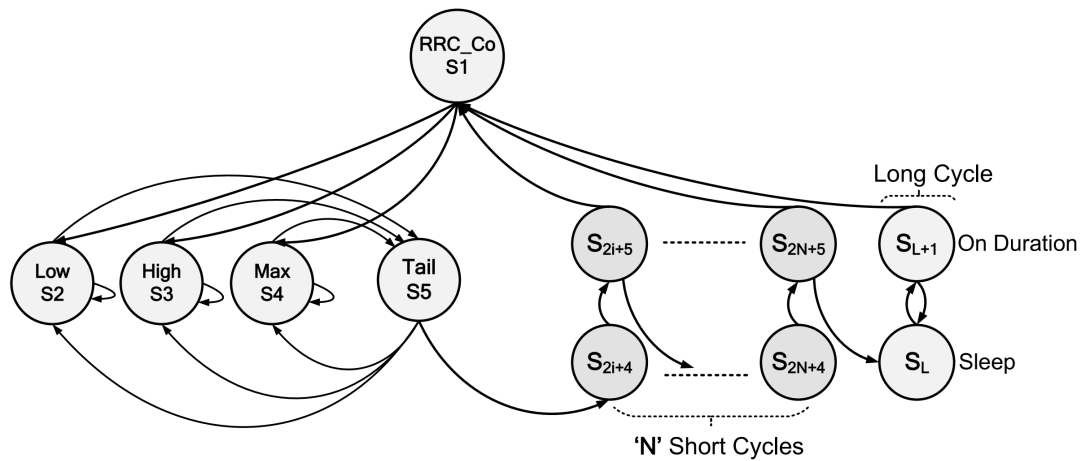 RRC_Co
S1
Long Cycle
Low
S2
High
S3
Max
S4
Tail
S5
S2i+5
S2N+5
SL+1
On Duration
S2i+4
S2N+4
SL
Sleep
'N' Short Cycles